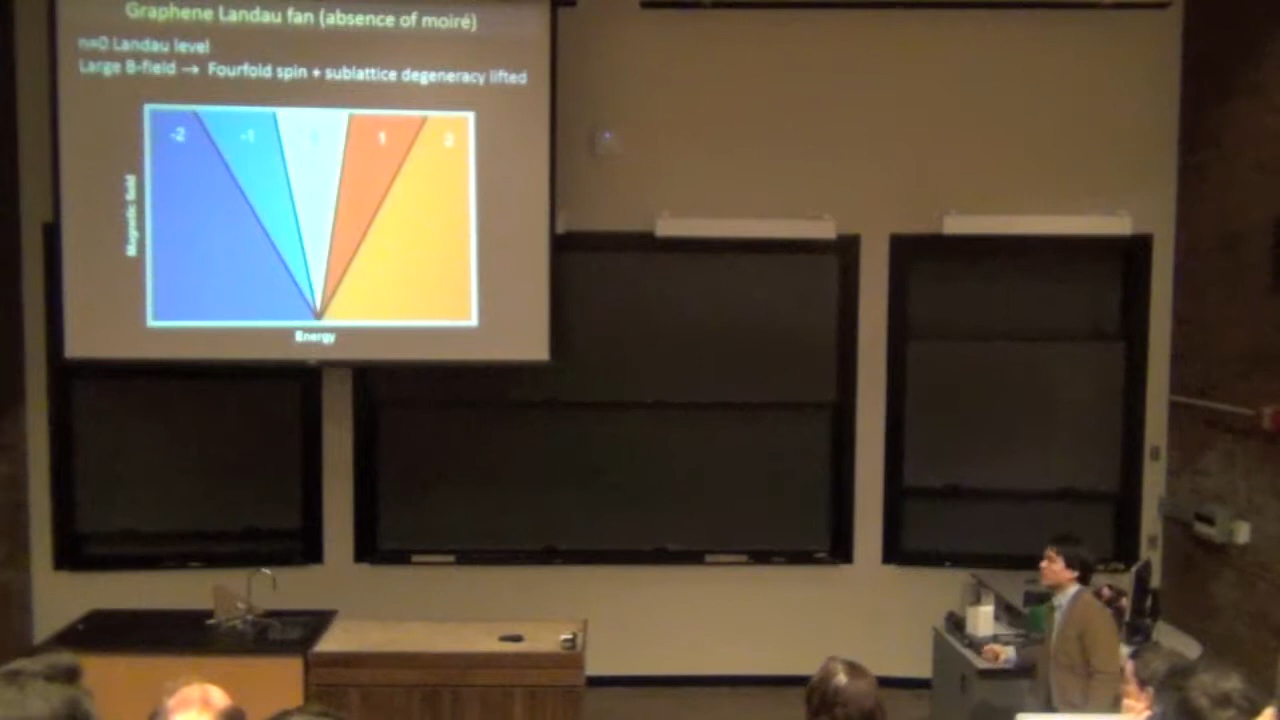 Graphene Landau fan (absence of moiré)
n=0 Landau level
Large B-field → Fourfold spin + sublattice degeneracy lifted
-2 -1 1 2
Magnetic field
Energy